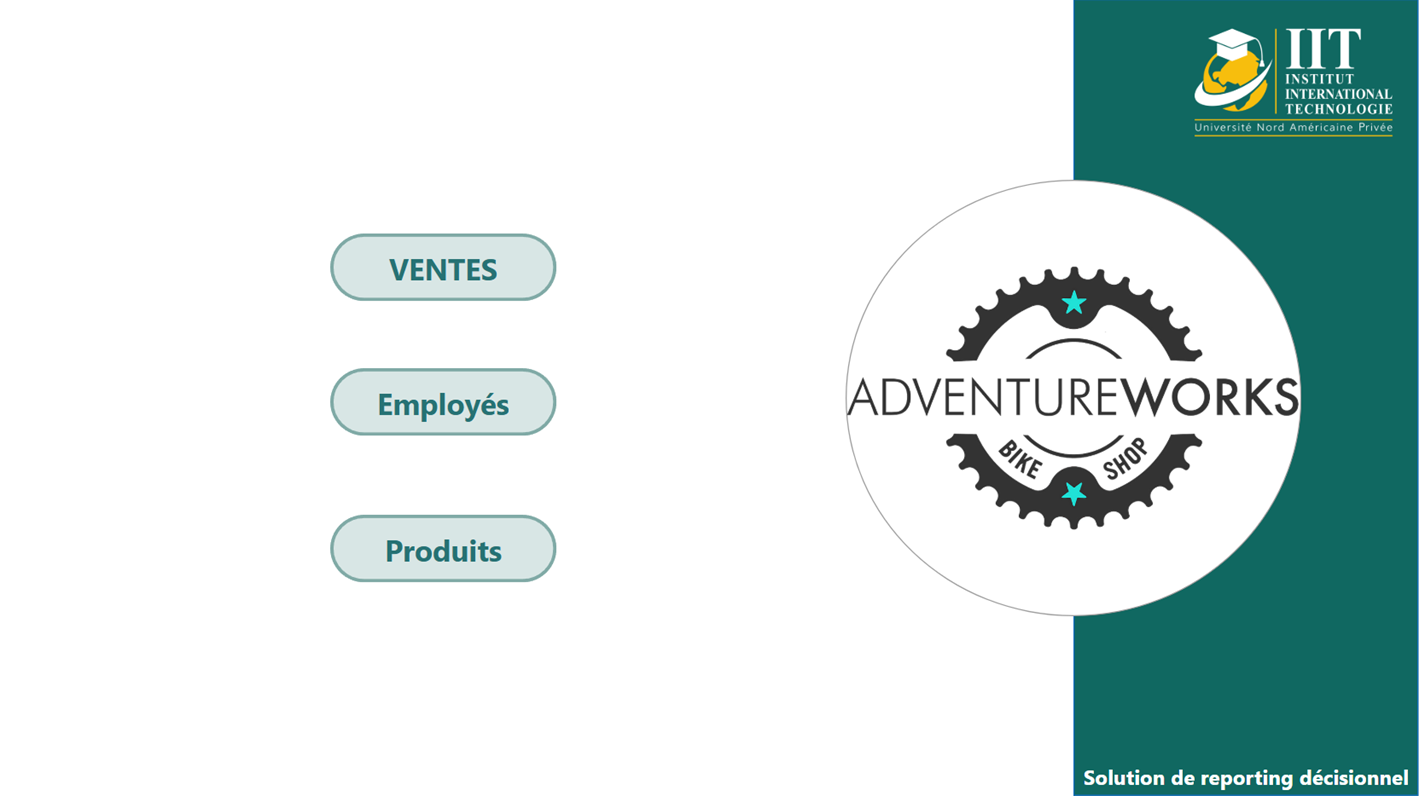 IIT
INSTITUT
INTERNATIONAL
TECHNOLOGIE
Université Nord Américaine Privée
VENTES
Employés
Produits
ADVENTUREWORKS
BIKE SHOP
Solution de reporting décisionnel